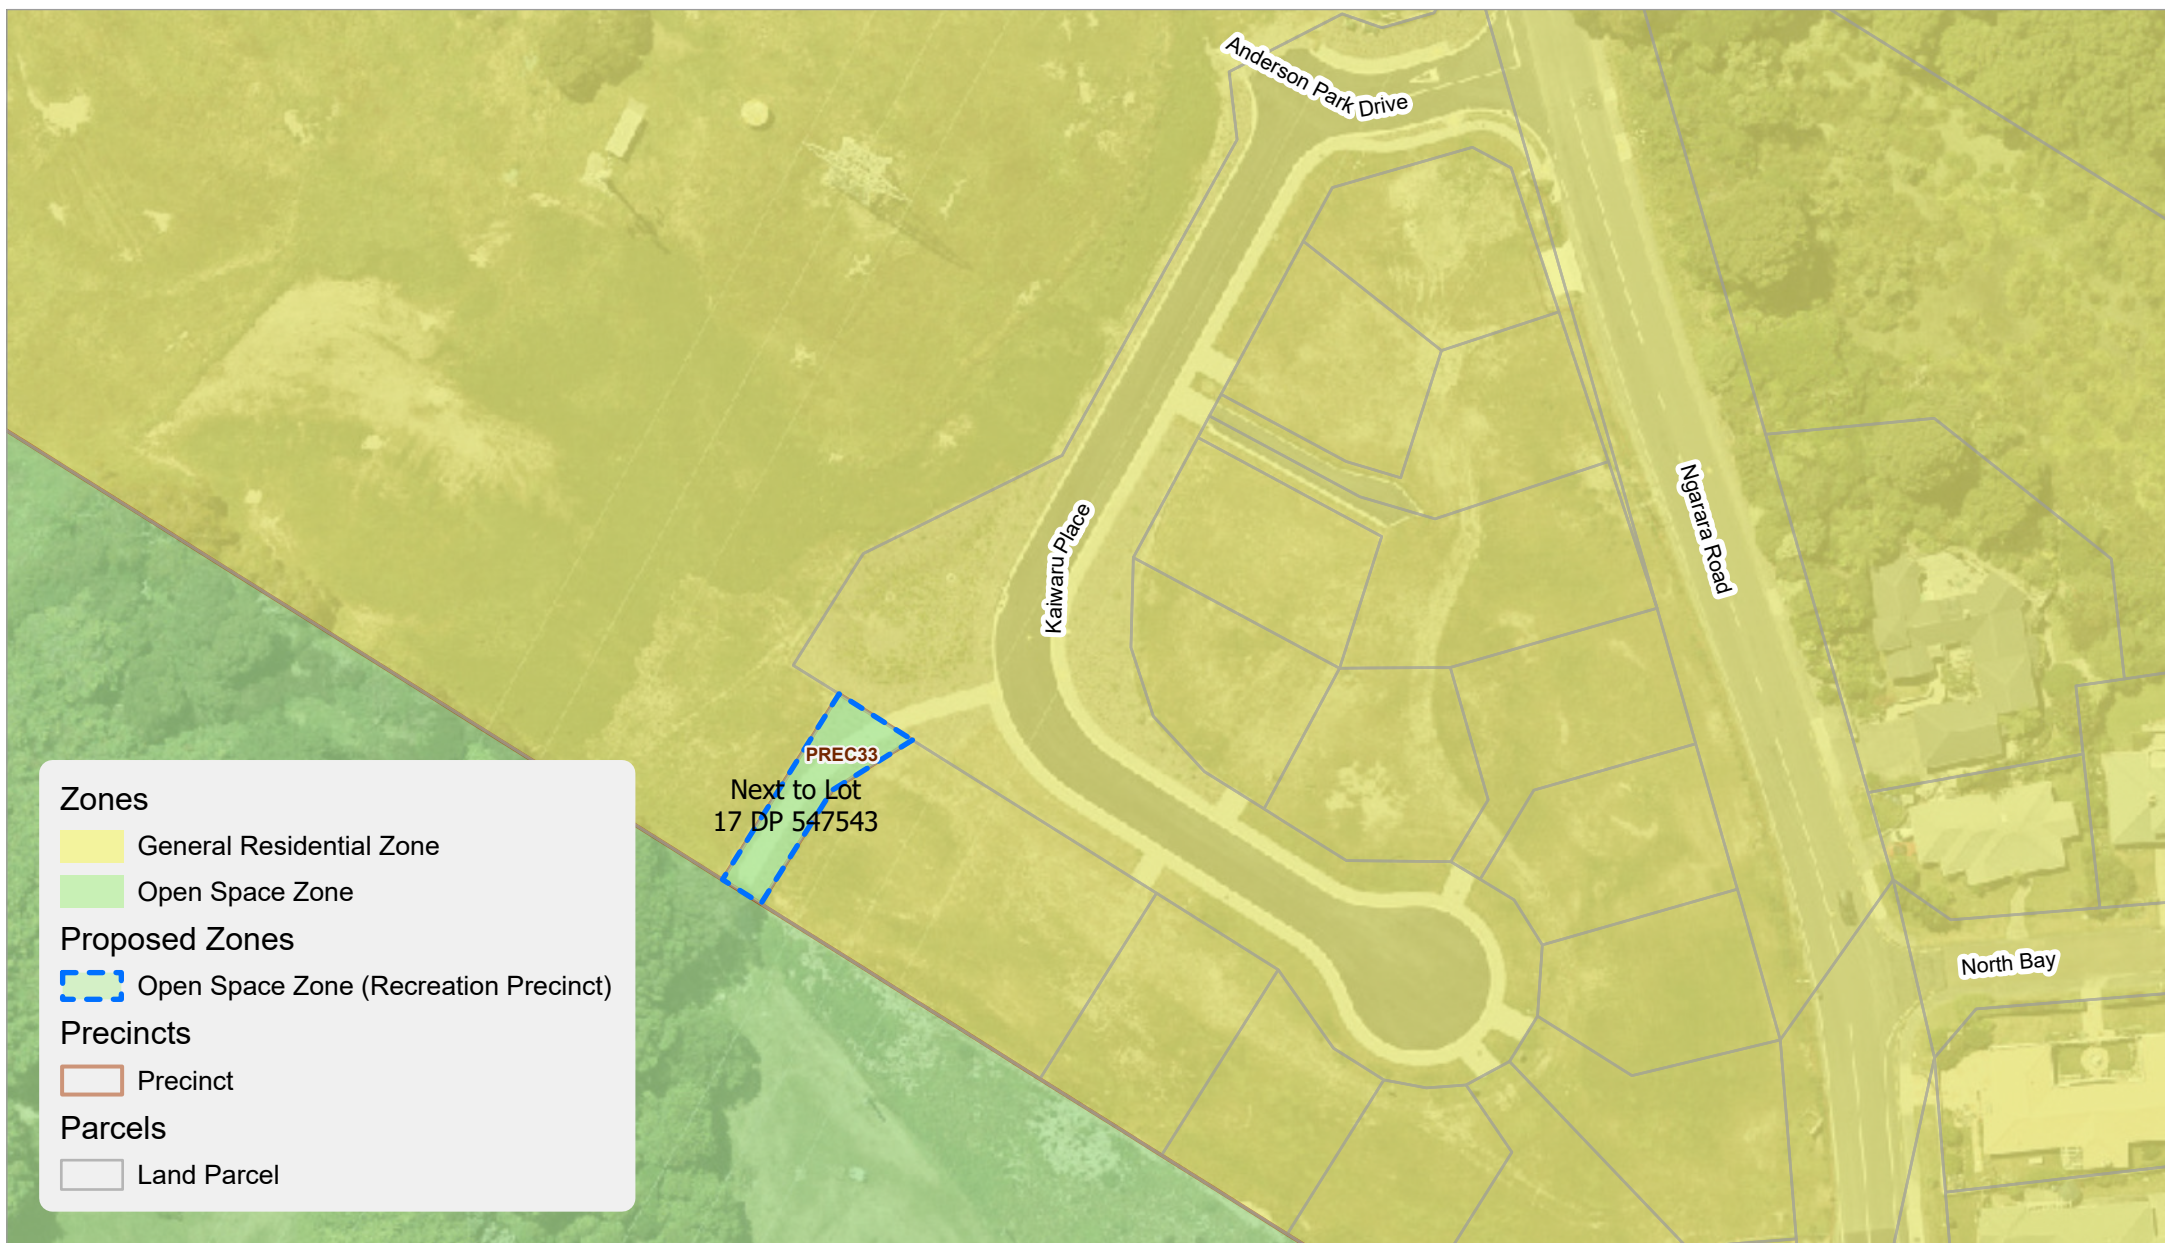 Anderson Park Drive
Kaiwaru Place
Ngarara Road
PREC33
Next to Lot
17 DP 547543
North Bay
Zones
General Residential Zone
Open Space Zone
Proposed Zones
Open Space Zone (Recreation Precinct)
Precincts
Precinct
Parcels
Land Parcel